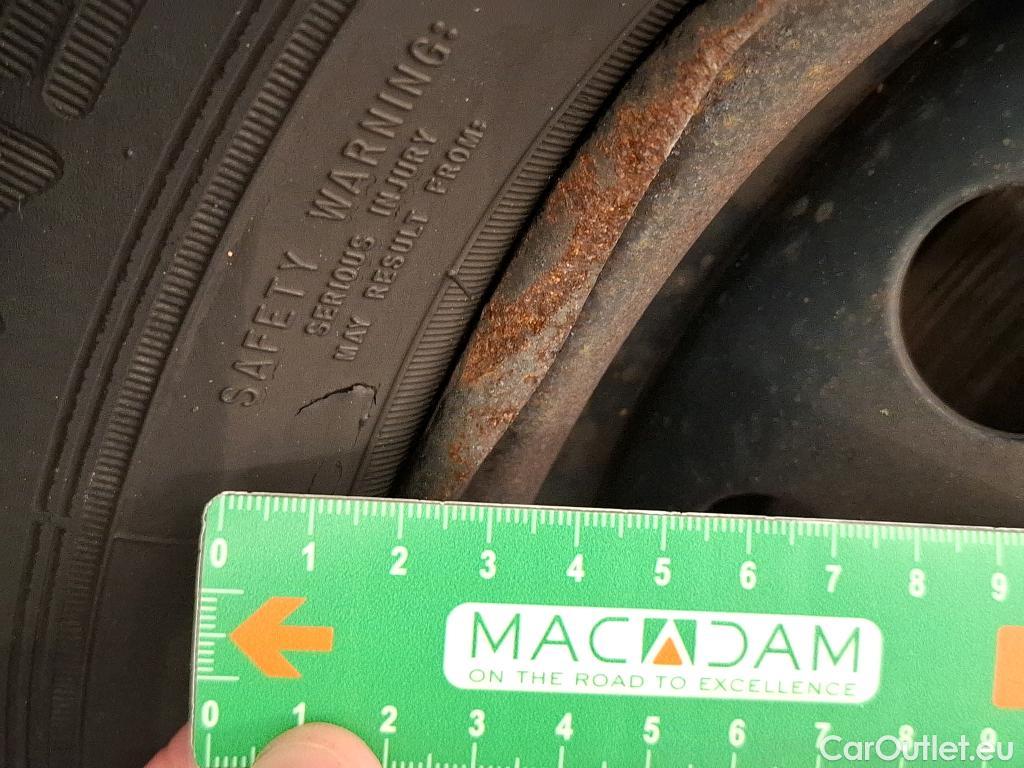 SAFETY WARNING:
SERIOUS INJURY
MAY RESULT FROM:
0 1 2 3 4 5 6 7 8 9
MACADAM
ON THE ROAD TO EXCELLENCE
0 1 2 3 4 5 6 7 8 9
CarOutlet.eu